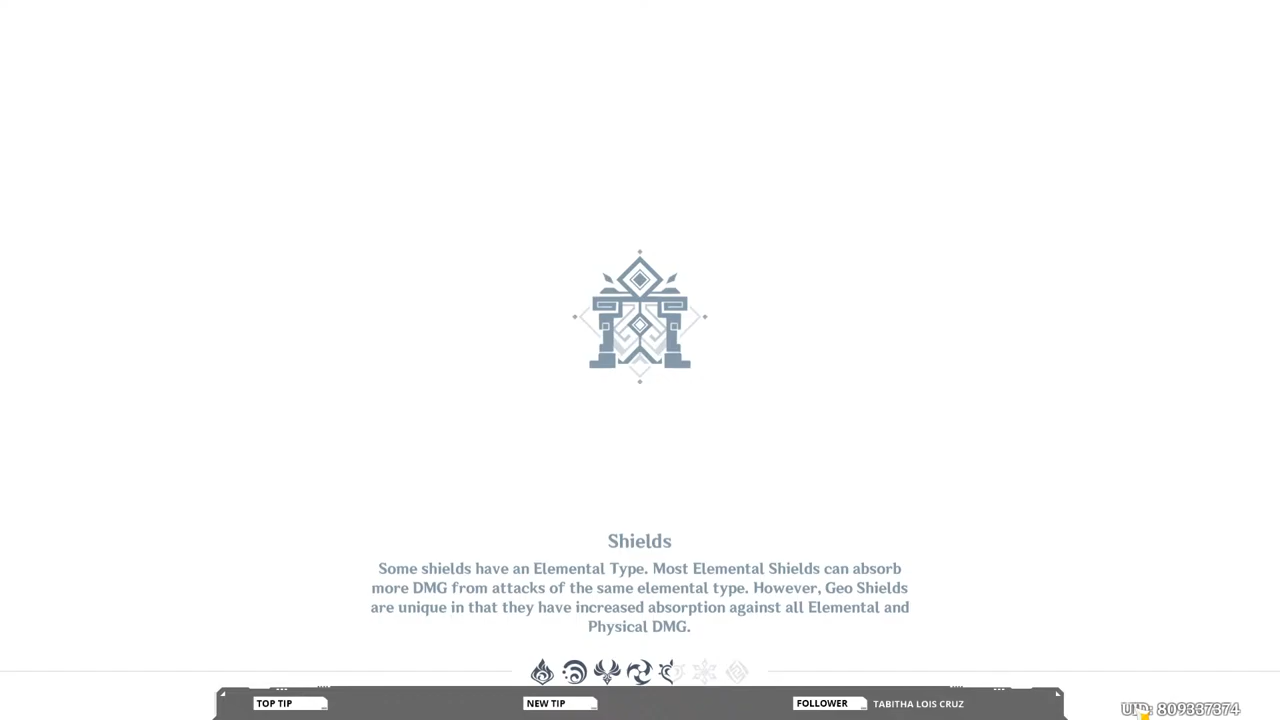 Shields
Some shields have an Elemental Type. Most Elemental Shields can absorb
more DMG from attacks of the same elemental type. However, Geo Shields
are unique in that they have increased absorption against all Elemental and
Physical DMG.
TOP TIP
NEW TIP
FOLLOWER TABITHA LOIS CRUZ
UID: 809337374